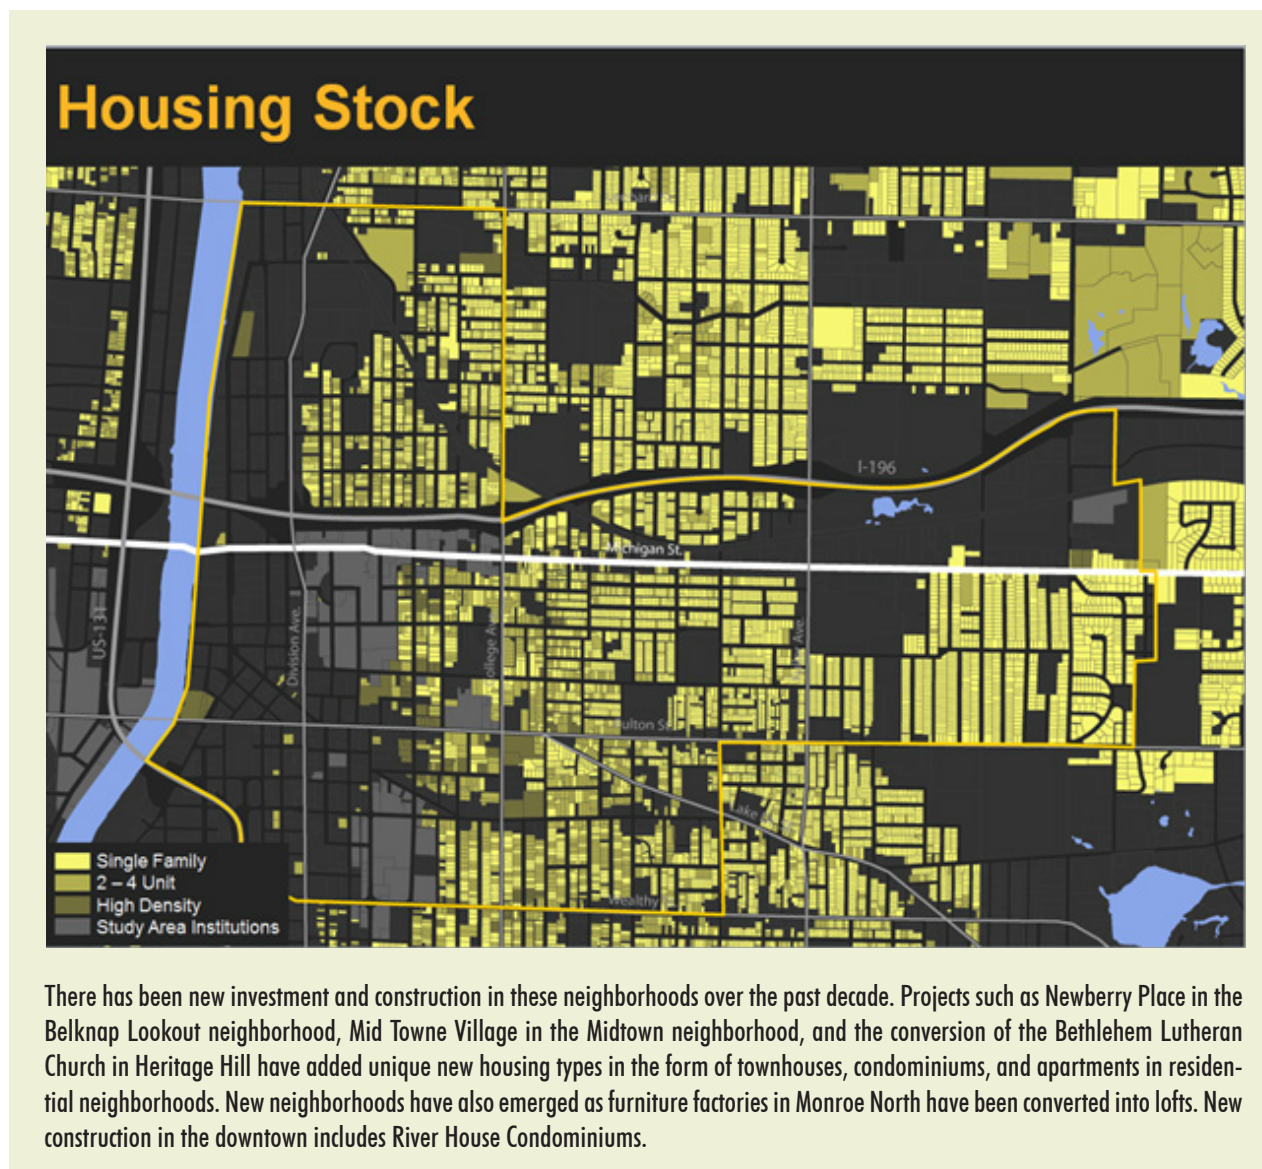 Housing Stock
I-196
Michigan St.
US-131
Division Ave.
College Ave.
Ave.
Fulton St.
Lake
Wealthy
Single Family
2 – 4 Unit
High Density
Study Area Institutions
There has been new investment and construction in these neighborhoods over the past decade. Projects such as Newberry Place in the
Belknap Lookout neighborhood, Mid Towne Village in the Midtown neighborhood, and the conversion of the Bethlehem Lutheran
Church in Heritage Hill have added unique new housing types in the form of townhouses, condominiums, and apartments in residen-
tial neighborhoods. New neighborhoods have also emerged as furniture factories in Monroe North have been converted into lofts. New
construction in the downtown includes River House Condominiums.